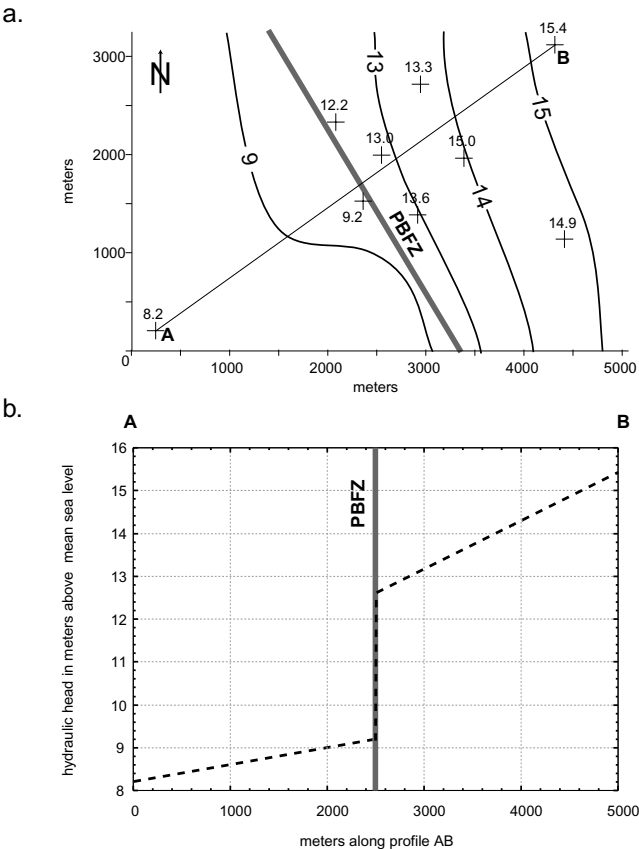 a.
3000
2000
1000
0
meters
N
15.4
B
13
13.3
12.2
15
9
13.0
15.0
14
13.6
9.2
PBFZ
14.9
8.2
A
1000 2000 3000 4000 5000
meters
b.
A B
16
15
14
13
12
11
10
9
8
hydraulic head in meters above mean sea level
PBFZ
0 1000 2000 3000 4000 5000
meters along profile AB